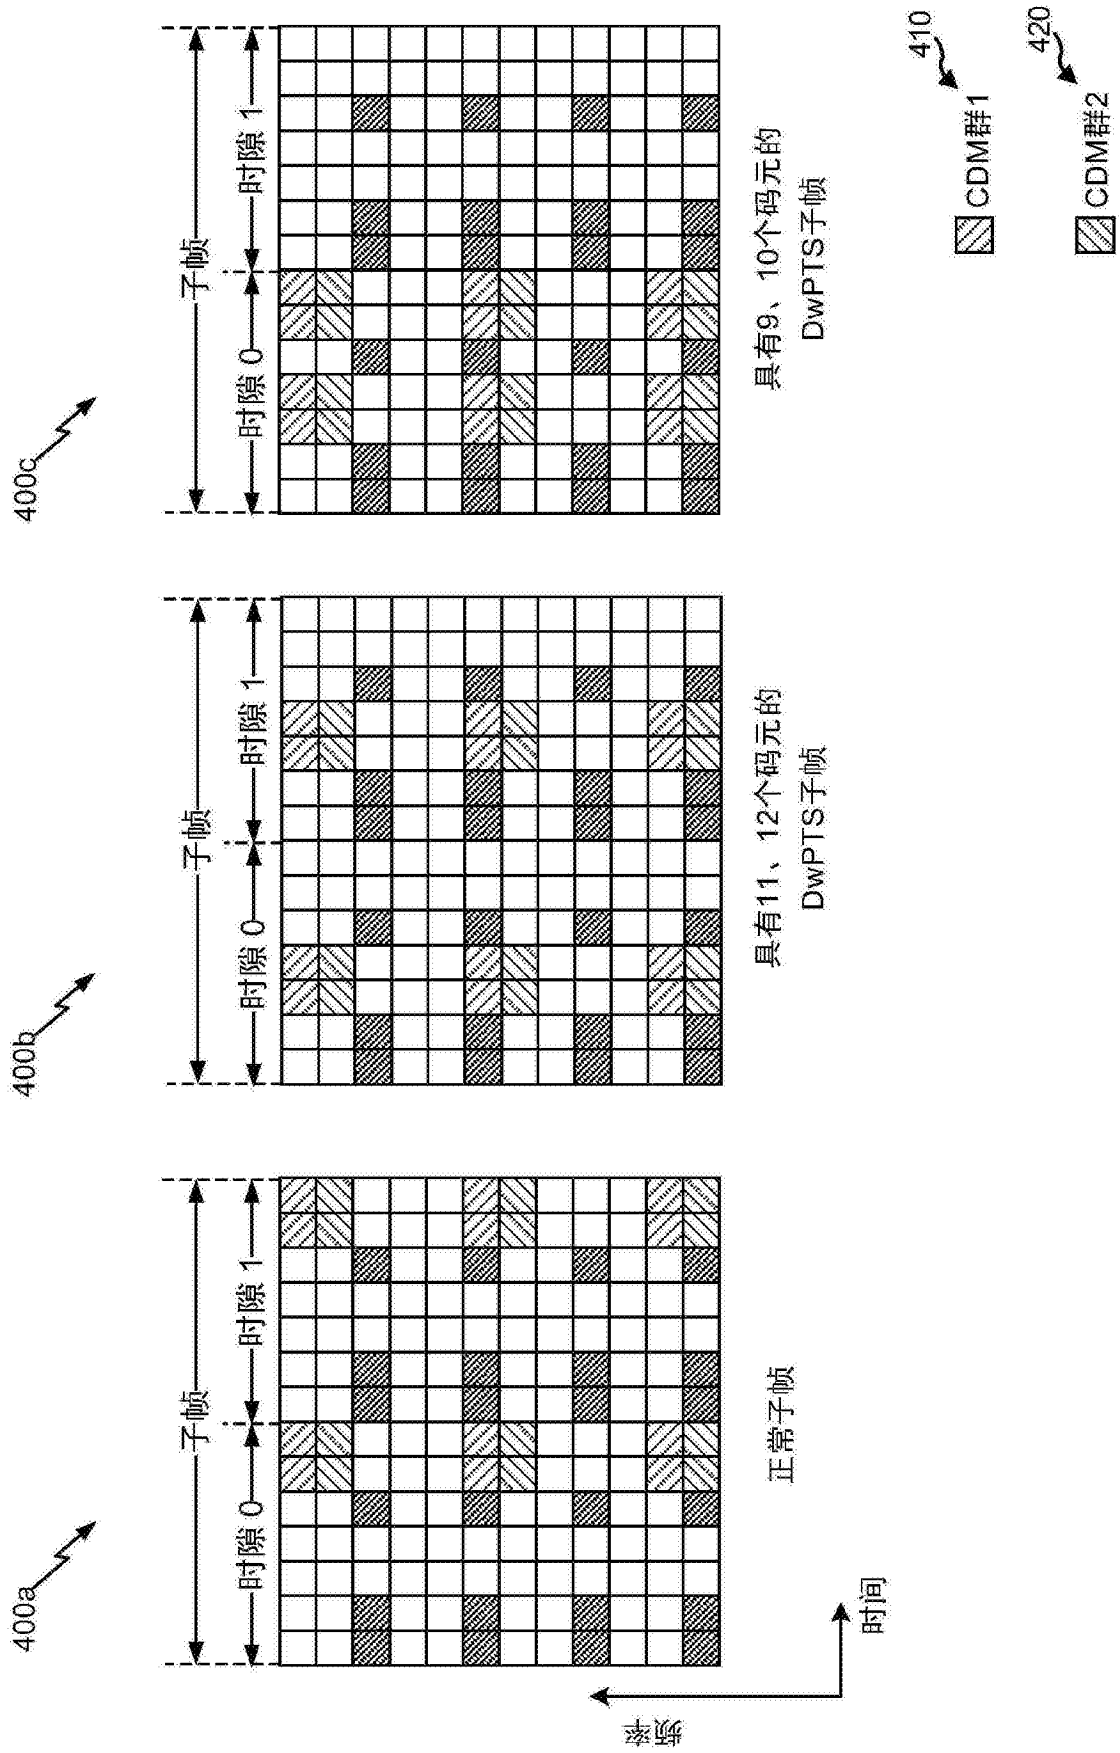 400a
子帧
时隙 0
时隙 1
正常子帧
400b
子帧
时隙 0
时隙 1
具有11、12个码元的
DwPTS子帧
400c
子帧
时隙 0
时隙 1
具有9、10个码元的
DwPTS子帧
频率
时间
410
CDM群1
420
CDM群2